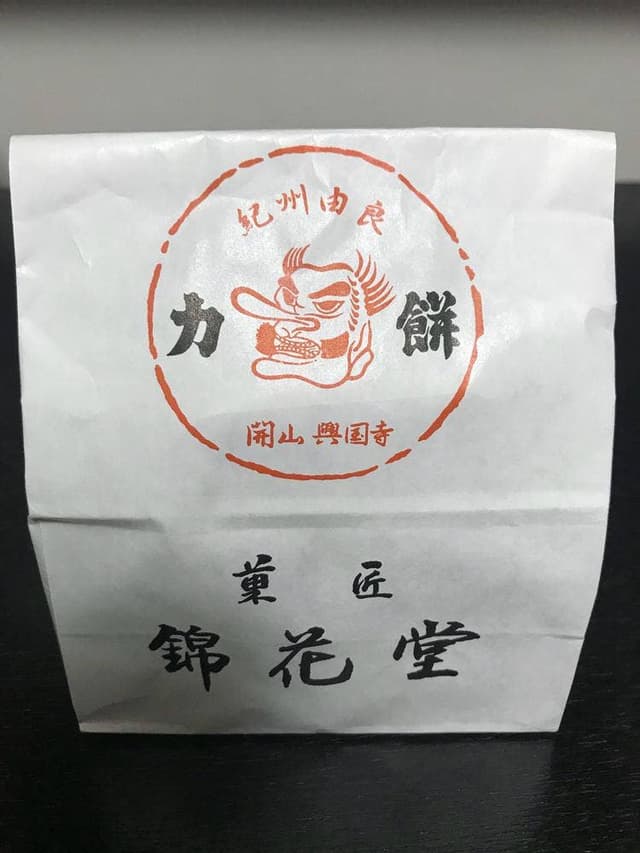 紀州由良
力餅
開山興国寺
菓匠
錦花堂